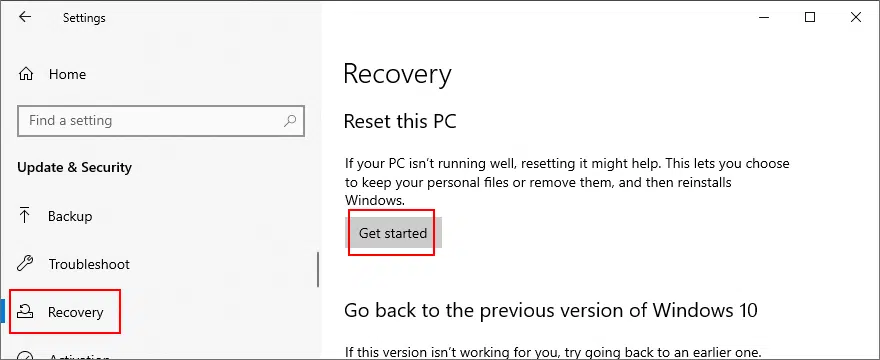 Settings
Home
Find a setting
Update & Security
Backup
Troubleshoot
Recovery
Activation
Recovery
Reset this PC
If your PC isn't running well, resetting it might help. This lets you choose
to keep your personal files or remove them, and then reinstalls
Windows.
Get started
Go back to the previous version of Windows 10
If this version isn't working for you, try going back to an earlier one.